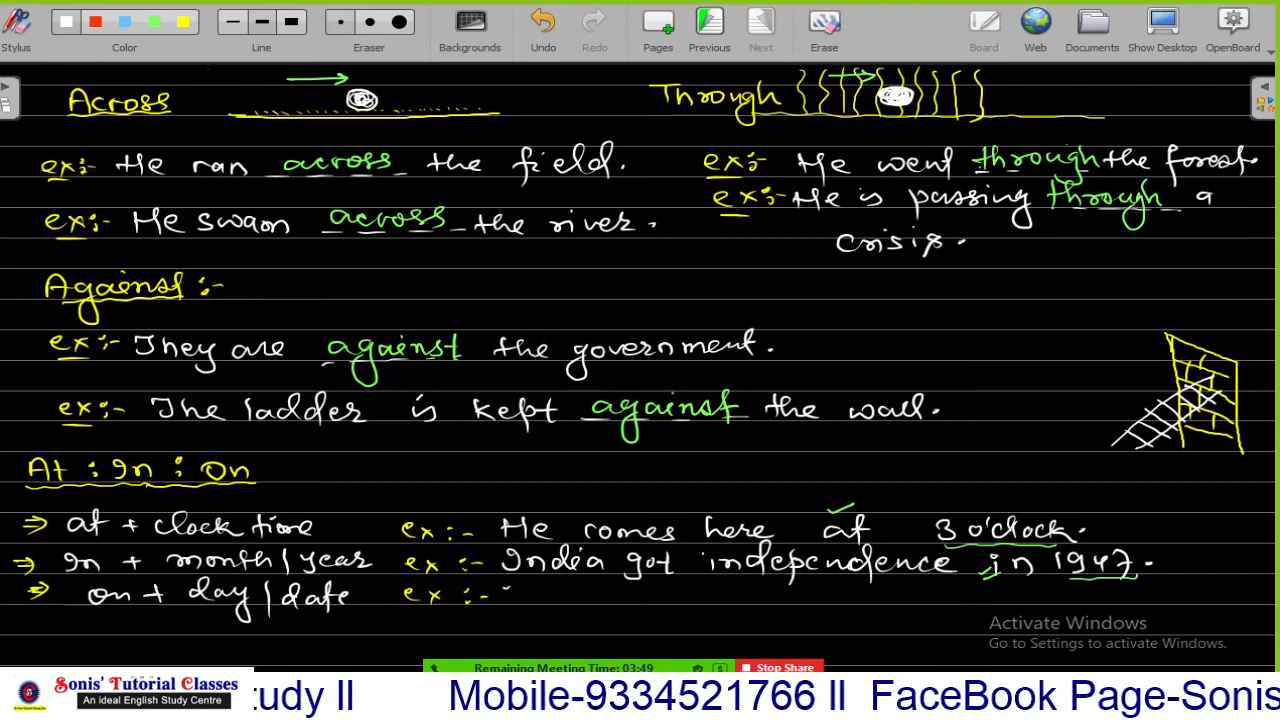 Stylus Color Line Eraser Backgrounds Undo Redo Pages Previous Next Erase Board Web Documents Show Desktop OpenBoard
Across
Through
ex:- He ran across the field.
ex:- He went through the forest.
ex:- He is passing through a
crisis.
ex:- He swam across the river.
Against :-
ex:- They are against the government.
ex:- The ladder is kept against the wall.
At : In : On
⇒ at + clock time ex:- He comes here at 3 o'clock.
⇒ In + month/year ex:- India got independence in 1947.
⇒ on + day/date ex:-
Activate Windows
Go to Settings to activate Windows.
Remaining Meeting Time: 03:49 Stop Share
Sonis' Tutorial Classes
An ideal English Study Centre
tudy ll Mobile-9334521766 ll FaceBook Page-Sonis